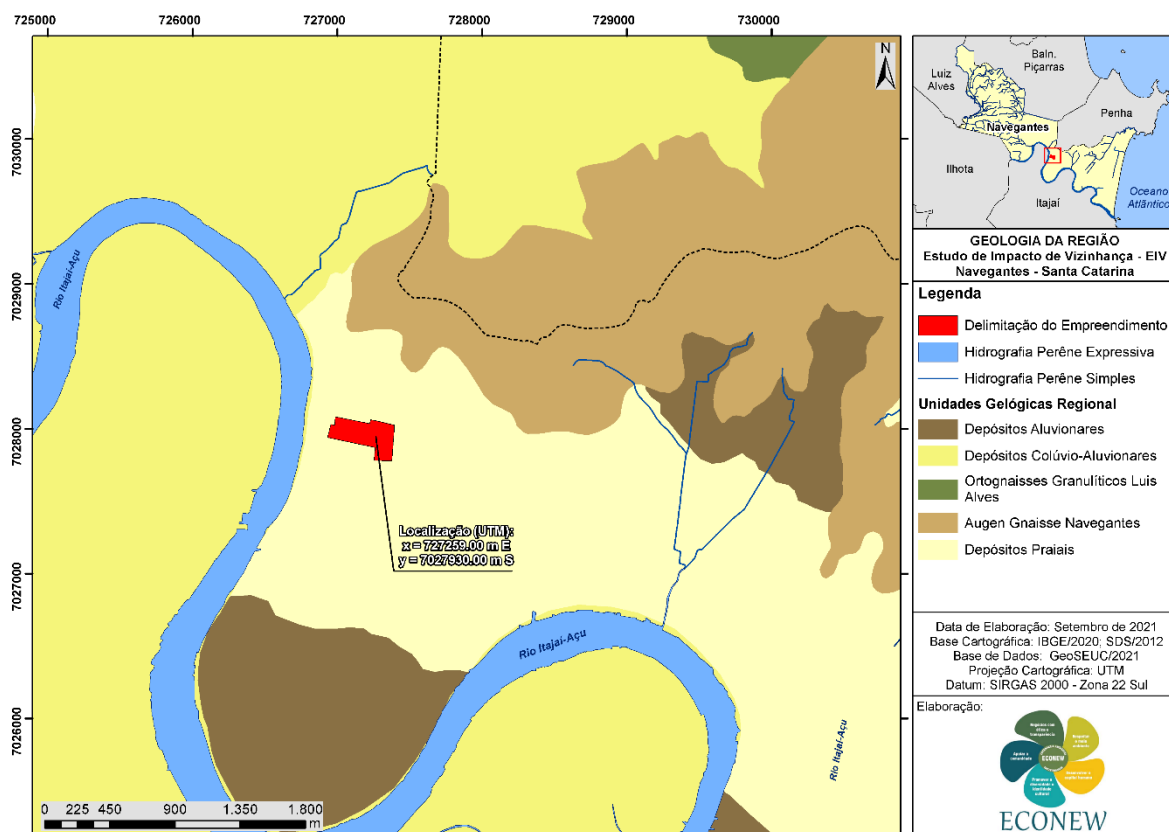 725000 726000 727000 728000 729000 730000
7030000
7029000
7028000
7027000
7026000
N
Rio Itajaí-Açu
Localização (UTM):
x = 727259.00 m E
y = 7027930.00 m S
Rio Itajaí-Açu
Rio Itajaí-Açu
0 225 450 900 1.350 1.800
m
Baln.
Piçarras
Luiz
Alves
Penha
Navegantes
Ilhota
Itajaí
Oceano
Atlântico
GEOLOGIA DA REGIÃO
Estudo de Impacto de Vizinhança - EIV
Navegantes - Santa Catarina
Legenda
Delimitação do Empreendimento
Hidrografia Perêne Expressiva
Hidrografia Perêne Simples
Unidades Gelógicas Regional
Depósitos Aluvionares
Depósitos Colúvio-Aluvionares
Ortognaisses Granulíticos Luis
Alves
Augen Gnaisse Navegantes
Depósitos Praiais
Data de Elaboração: Setembro de 2021
Base Cartográfica: IBGE/2020; SDS/2012
Base de Dados: GeoSEUC/2021
Projeção Cartográfica: UTM
Datum: SIRGAS 2000 - Zona 22 Sul
Elaboração:
ECONEW
ECONEW